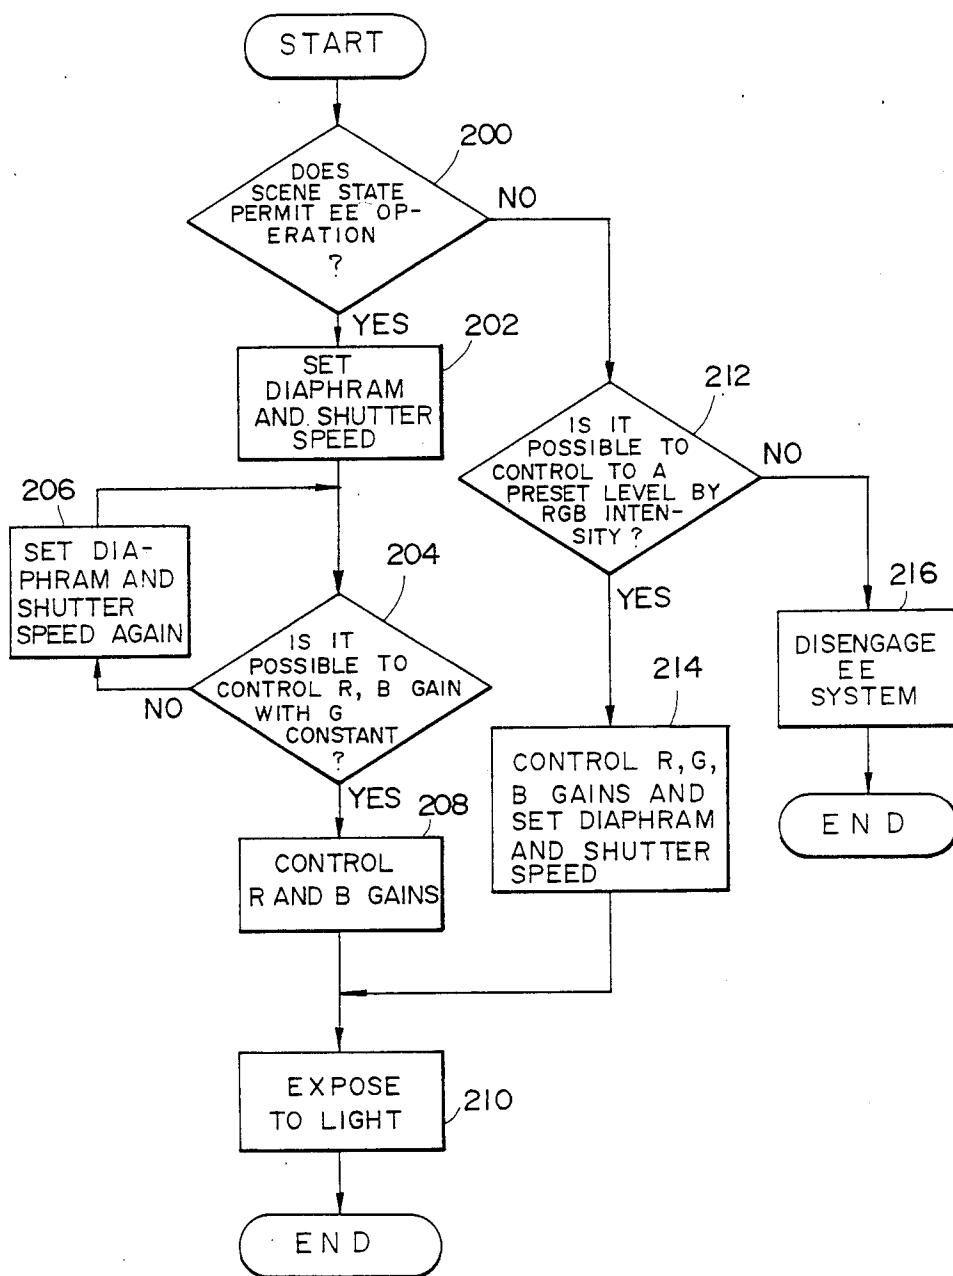 START
200
DOES
SCENE STATE
PERMIT EE OP-
ERATION
?
NO
YES
202
SET
DIAPHRAM
AND SHUTTER
SPEED
212
IS IT
POSSIBLE TO
CONTROL TO A
PRESET LEVEL BY
RGB INTEN-
SITY ?
NO
YES
206
SET DIA-
PHRAM AND
SHUTTER
SPEED AGAIN
204
IS IT
POSSIBLE TO
CONTROL R, B GAIN
WITH G
CONSTANT
?
NO
YES
216
DISENGAGE
EE
SYSTEM
214
CONTROL R, G,
B GAINS AND
SET DIAPHRAM
AND SHUTTER
SPEED
END
208
CONTROL
R AND B GAINS
EXPOSE
TO LIGHT
210
END